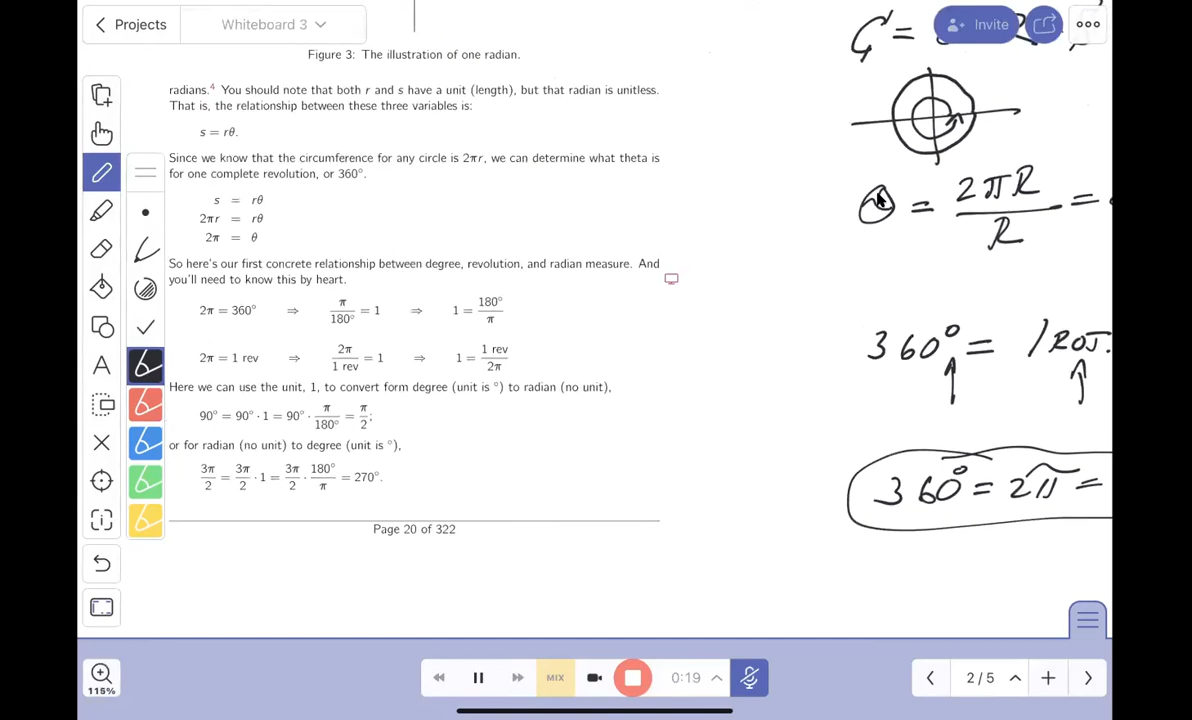 Projects
Whiteboard 3
Invite
Figure 3: The illustration of one radian.
radians.⁴ You should note that both r and s have a unit (length), but that radian is unitless.
That is, the relationship between these three variables is:
s = rθ.
Since we know that the circumference for any circle is 2πr, we can determine what theta is
for one complete revolution, or 360°.
s = rθ
2πr = rθ
2π = θ
So here's our first concrete relationship between degree, revolution, and radian measure. And
you'll need to know this by heart.
2π = 360° ⇒ π/180° = 1 ⇒ 1 = 180°/π
2π = 1 rev ⇒ 2π/1 rev = 1 ⇒ 1 = 1 rev/2π
Here we can use the unit, 1, to convert form degree (unit is °) to radian (no unit),
90° = 90° · 1 = 90° · π/180° = π/2;
or for radian (no unit) to degree (unit is °),
3π/2 = 3π/2 · 1 = 3π/2 · 180°/π = 270°.
Page 20 of 322
= 2πR/R =
360° = 1 ROT.
360° = 2π =
115%
MIX
0:19
2 / 5